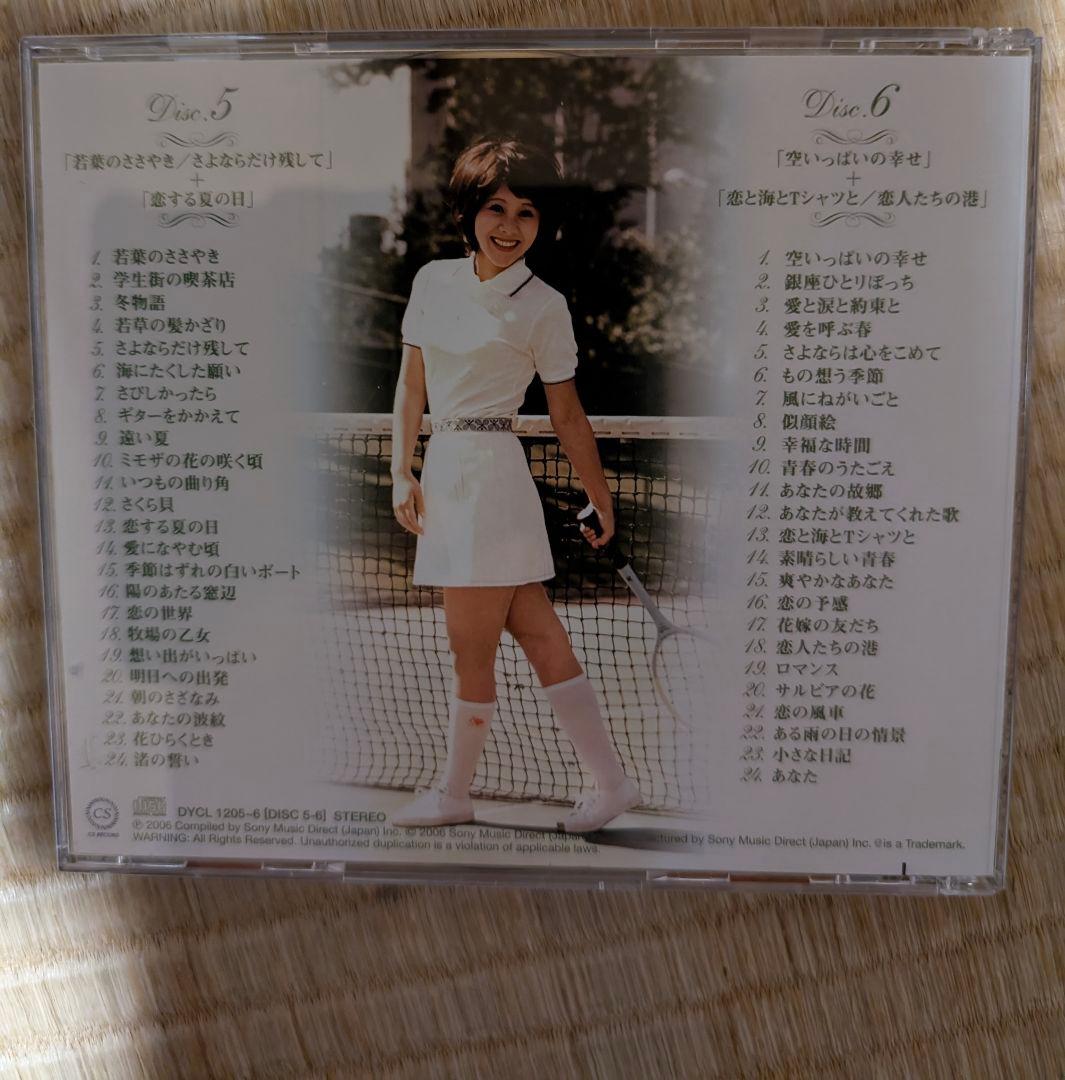 Disc.5
「若葉のささやき/さよならだけ残して」
+
「恋する夏の日」
1. 若葉のささやき
2. 学生街の喫茶店
3. 冬物語
4. 若草の髪かざり
5. さよならだけ残して
6. 海にたくした願い
7. さびしかったら
8. ギターをかかえて
9. 遠い夏
10. ミモザの花の咲く頃
11. いつもの曲り角
12. さくら貝
13. 恋する夏の日
14. 愛になやむ頃
15. 季節はずれの白いボート
16. 陽のあたる窓辺
17. 恋の世界
18. 牧場の乙女
19. 想い出がいっぱい
20. 明日への出発
21. 朝のさざなみ
22. あなたの波紋
23. 花ひらくとき
24. 渚の誓い
Disc.6
「空いっぱいの幸せ」
+
「恋と海とTシャツと/恋人たちの港」
1. 空いっぱいの幸せ
2. 銀座ひとりぼっち
3. 愛と涙と約束と
4. 愛を呼ぶ春
5. さよならは心をこめて
6. もの想う季節
7. 風にねがいごと
8. 似顔絵
9. 幸福な時間
10. 青春のうたごえ
11. あなたの故郷
12. あなたが教えてくれた歌
13. 恋と海とTシャツと
14. 素晴らしい青春
15. 爽やかなあなた
16. 恋の予感
17. 花嫁の友だち
18. 恋人たちの港
19. ロマンス
20. サルビアの花
21. 恋の風車
22. ある雨の日の情景
23. 小さな日記
24. あなた
CS
CS RECORD
DYCL 1205~6 [DISC 5-6] STEREO
℗ 2006 Compiled by Sony Music Direct (Japan) Inc. © 2006 Sony Music Direct (Japan) Sony Music Direct (Japan) Inc. is a Trademark.
WARNING: All Rights Reserved. Unauthorized duplication is a violation of applicable laws.